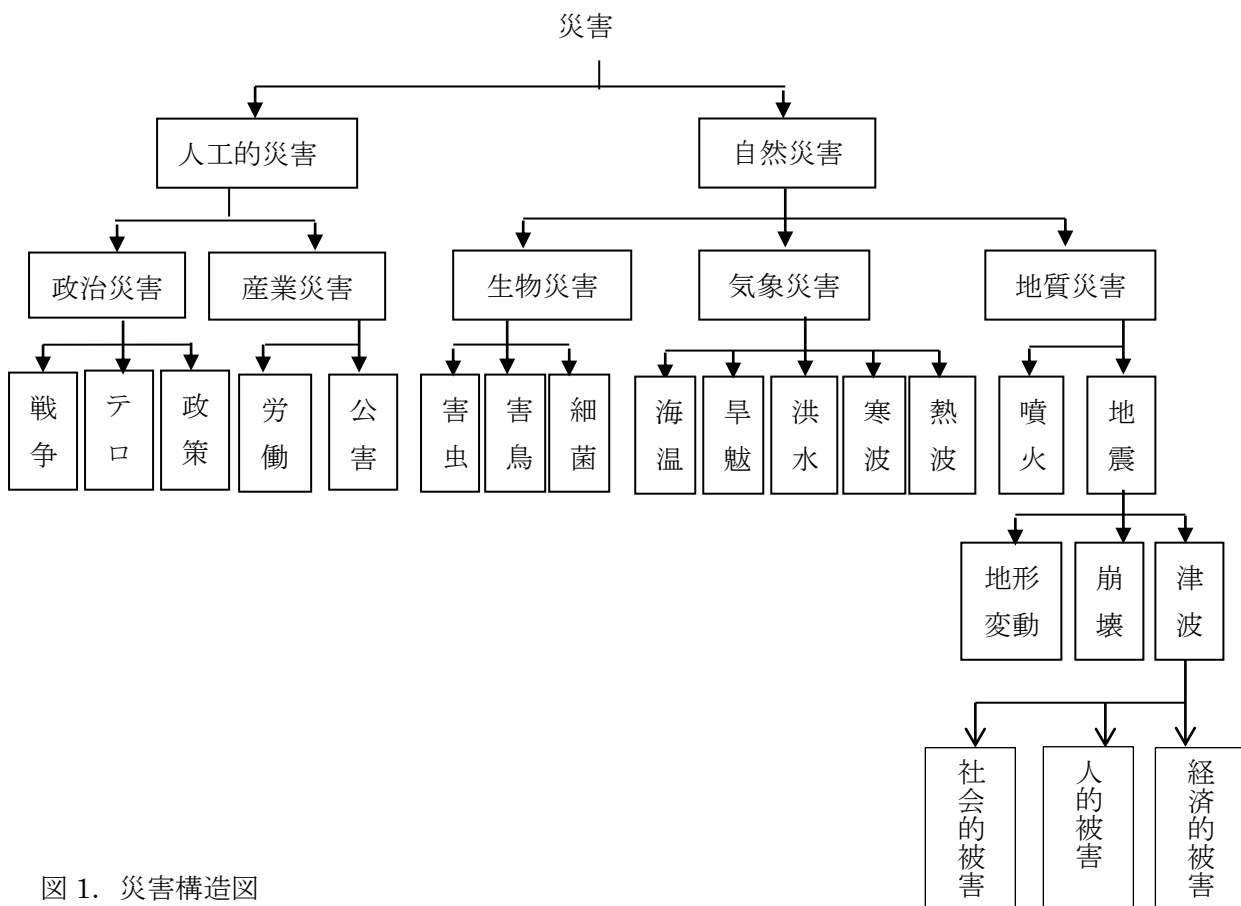 災害
人工的災害
自然災害
政治災害
産業災害
生物災害
気象災害
地質災害
戦争
テロ
政策
労働
公害
害虫
害鳥
細菌
海温
旱魃
洪水
寒波
熱波
噴火
地震
地形
変動
崩壊
津波
社会的被害
人的被害
経済的被害
図 1．災害構造図